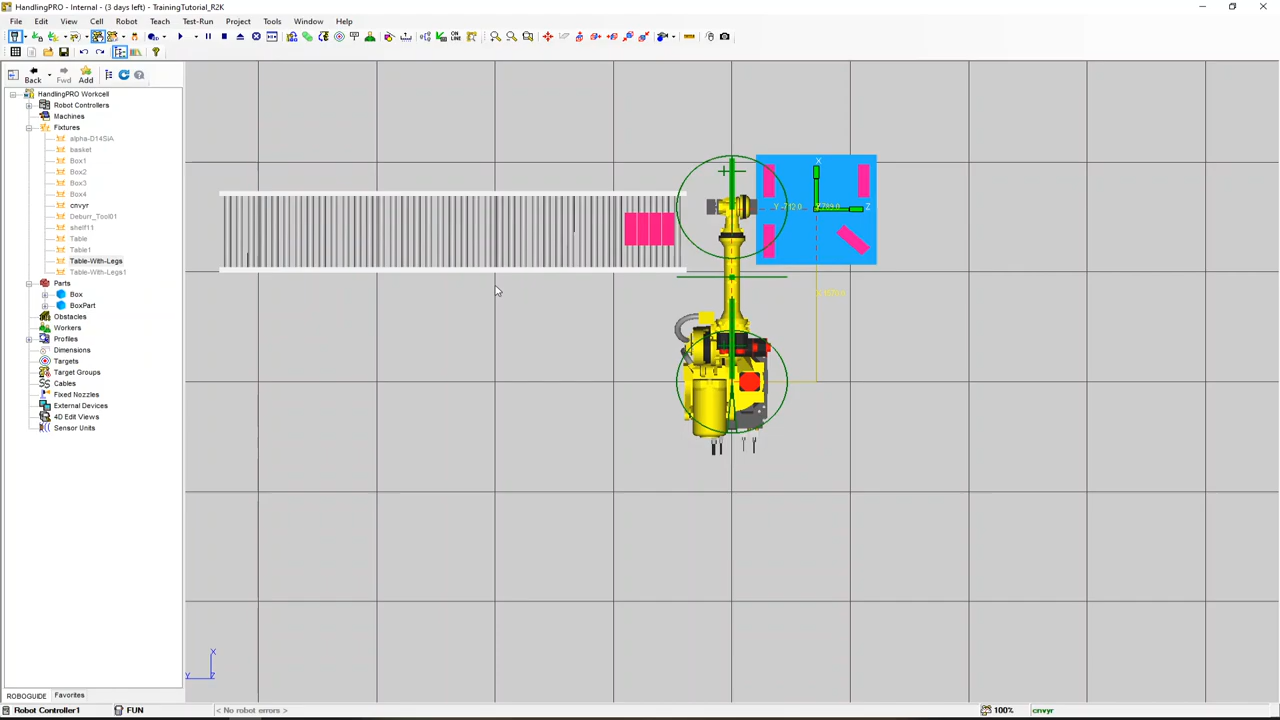 HandlingPRO - Internal - (3 days left) - TrainingTutorial_R2K
File Edit View Cell Robot Teach Test-Run Project Tools Window Help
ON LINE
Back Fwd Add
HandlingPRO Workcell
Robot Controllers
Machines
Fixtures
alpha-D14SiA
basket
Box1
Box2
Box3
Box4
cnvyr
Deburr_Tool01
shelf11
Table
Table1
Table-With-Legs
Table-With-Legs1
Parts
Box
BoxPart
Obstacles
Workers
Profiles
Dimensions
Targets
Target Groups
Cables
Fixed Nozzles
External Devices
4D Edit Views
Sensor Units
X
Z
X
Y
Z
ROBOGUIDE Favorites
Robot Controller1 FUN < No robot errors > 100% cnvyr